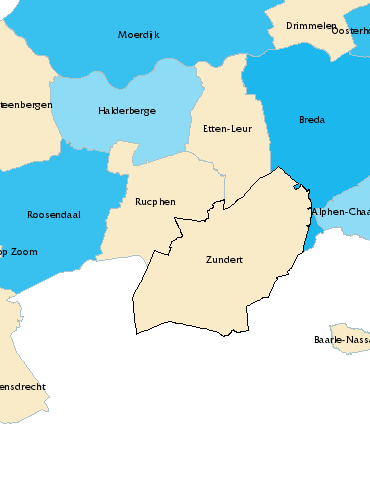 Drimmelen
Oosterho
Moerdijk
teenbergen
Halderberge
Breda
Etten-Leur
Rucphen
Roosendaal
Alphen-Chaa
op Zoom
Zundert
Baarle-Nassa
ensdrecht